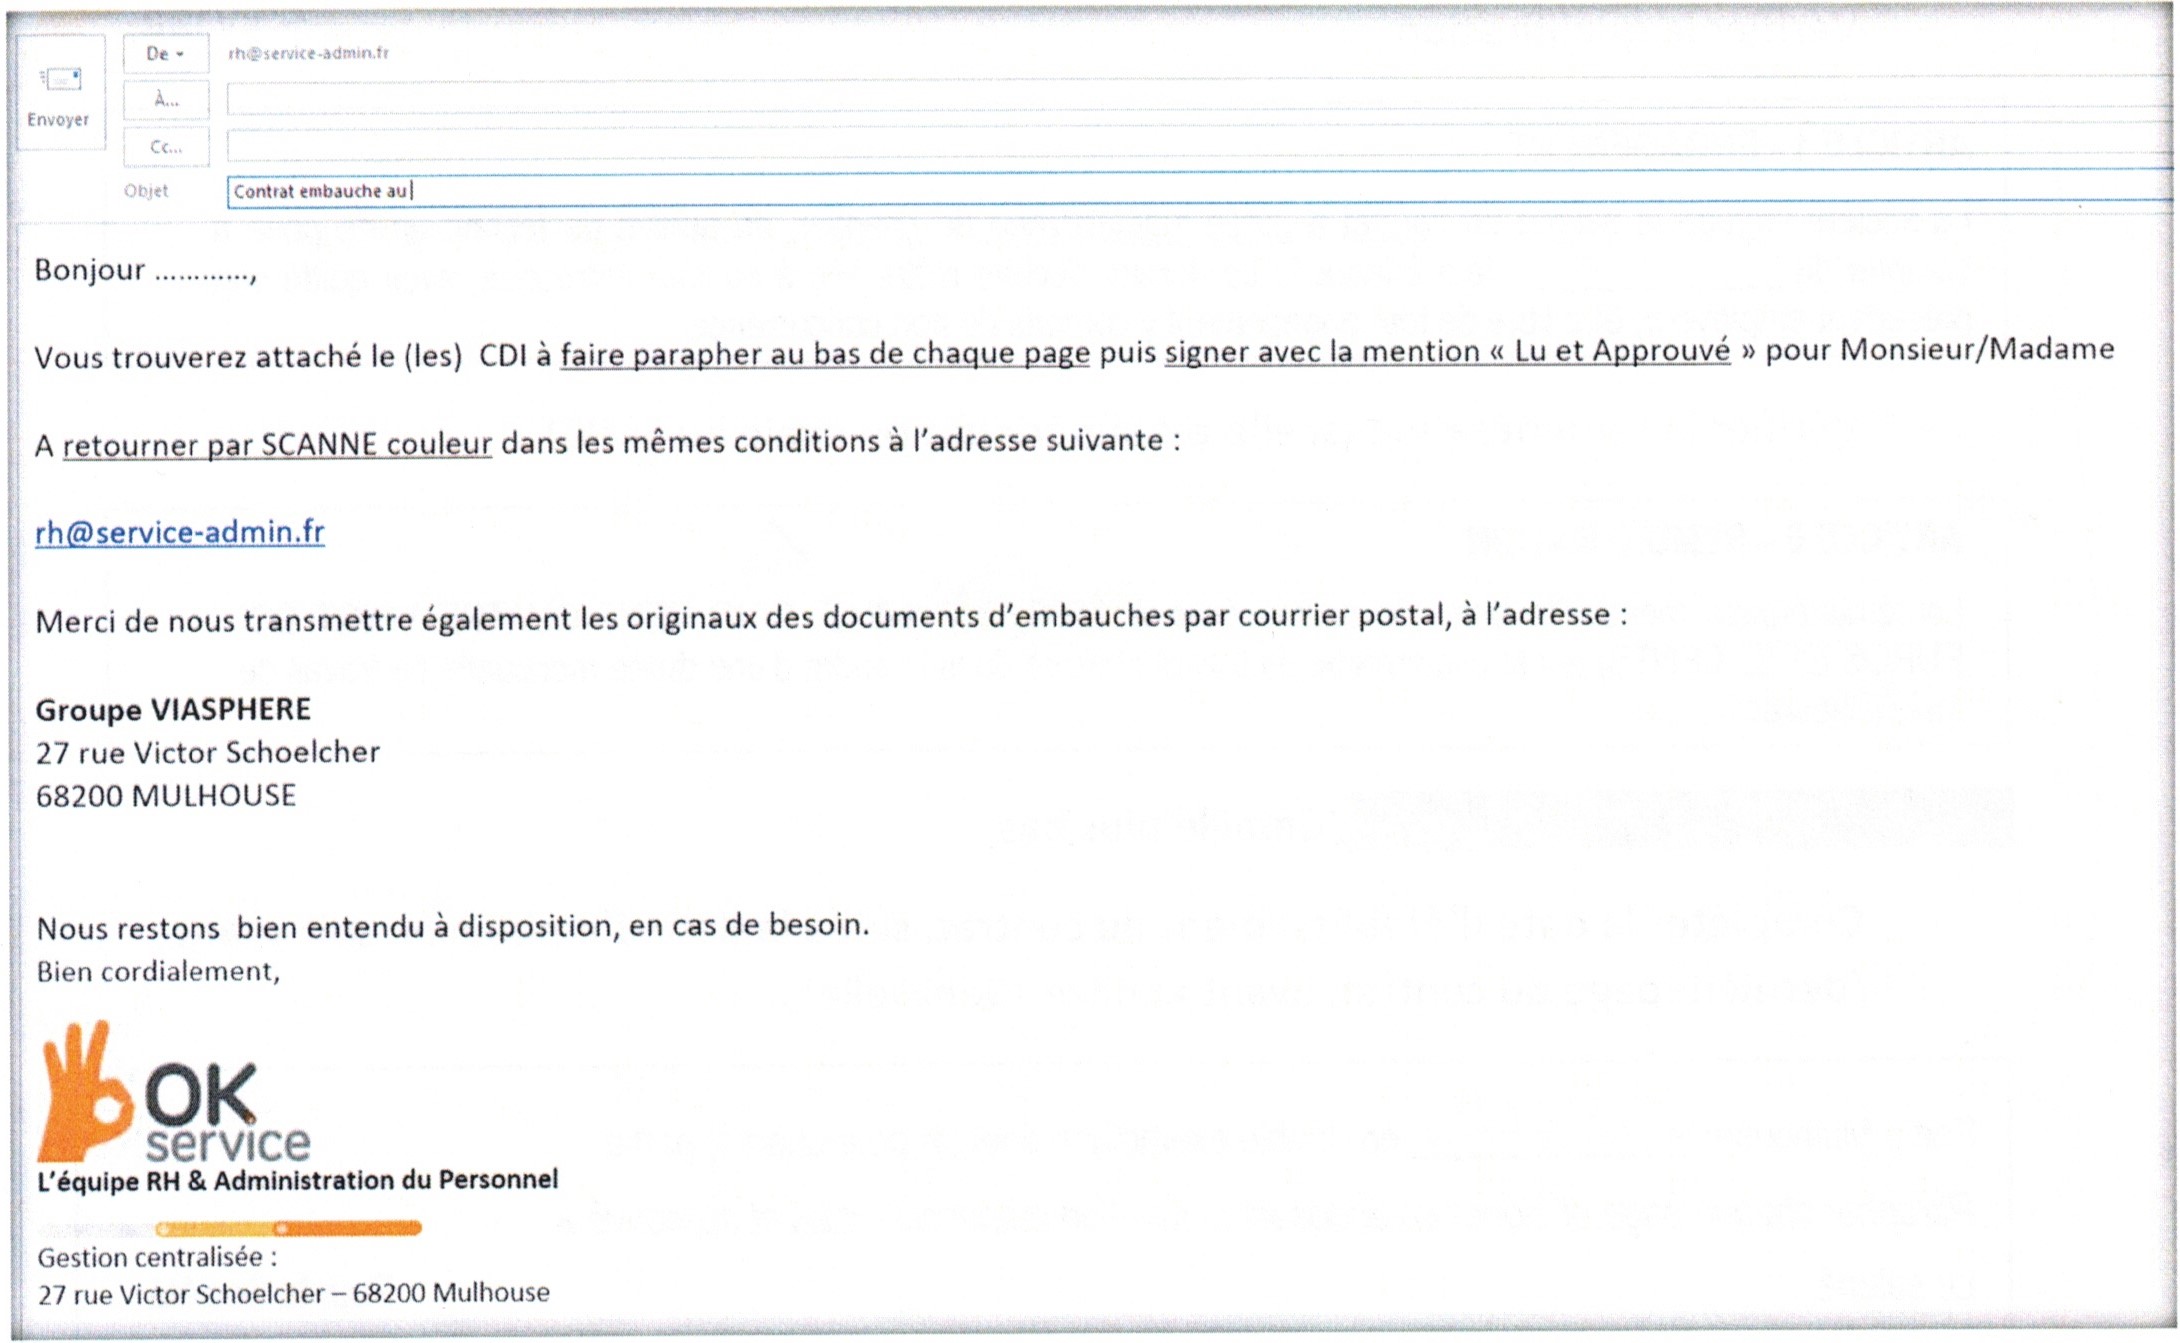 De
rh@service-admin.fr
À...
Envoyer
Cc...
Objet
Contrat embauche au
Bonjour …………,
Vous trouverez attaché le (les)  CDI à faire parapher au bas de chaque page puis signer avec la mention « Lu et Approuvé » pour Monsieur/Madame
A retourner par SCANNE couleur dans les mêmes conditions à l'adresse suivante :
rh@service-admin.fr
Merci de nous transmettre également les originaux des documents d'embauches par courrier postal, à l'adresse :
Groupe VIASPHERE
27 rue Victor Schoelcher
68200 MULHOUSE
Nous restons  bien entendu à disposition, en cas de besoin.
Bien cordialement,
OK
service
L'équipe RH & Administration du Personnel
Gestion centralisée :
27 rue Victor Schoelcher – 68200 Mulhouse